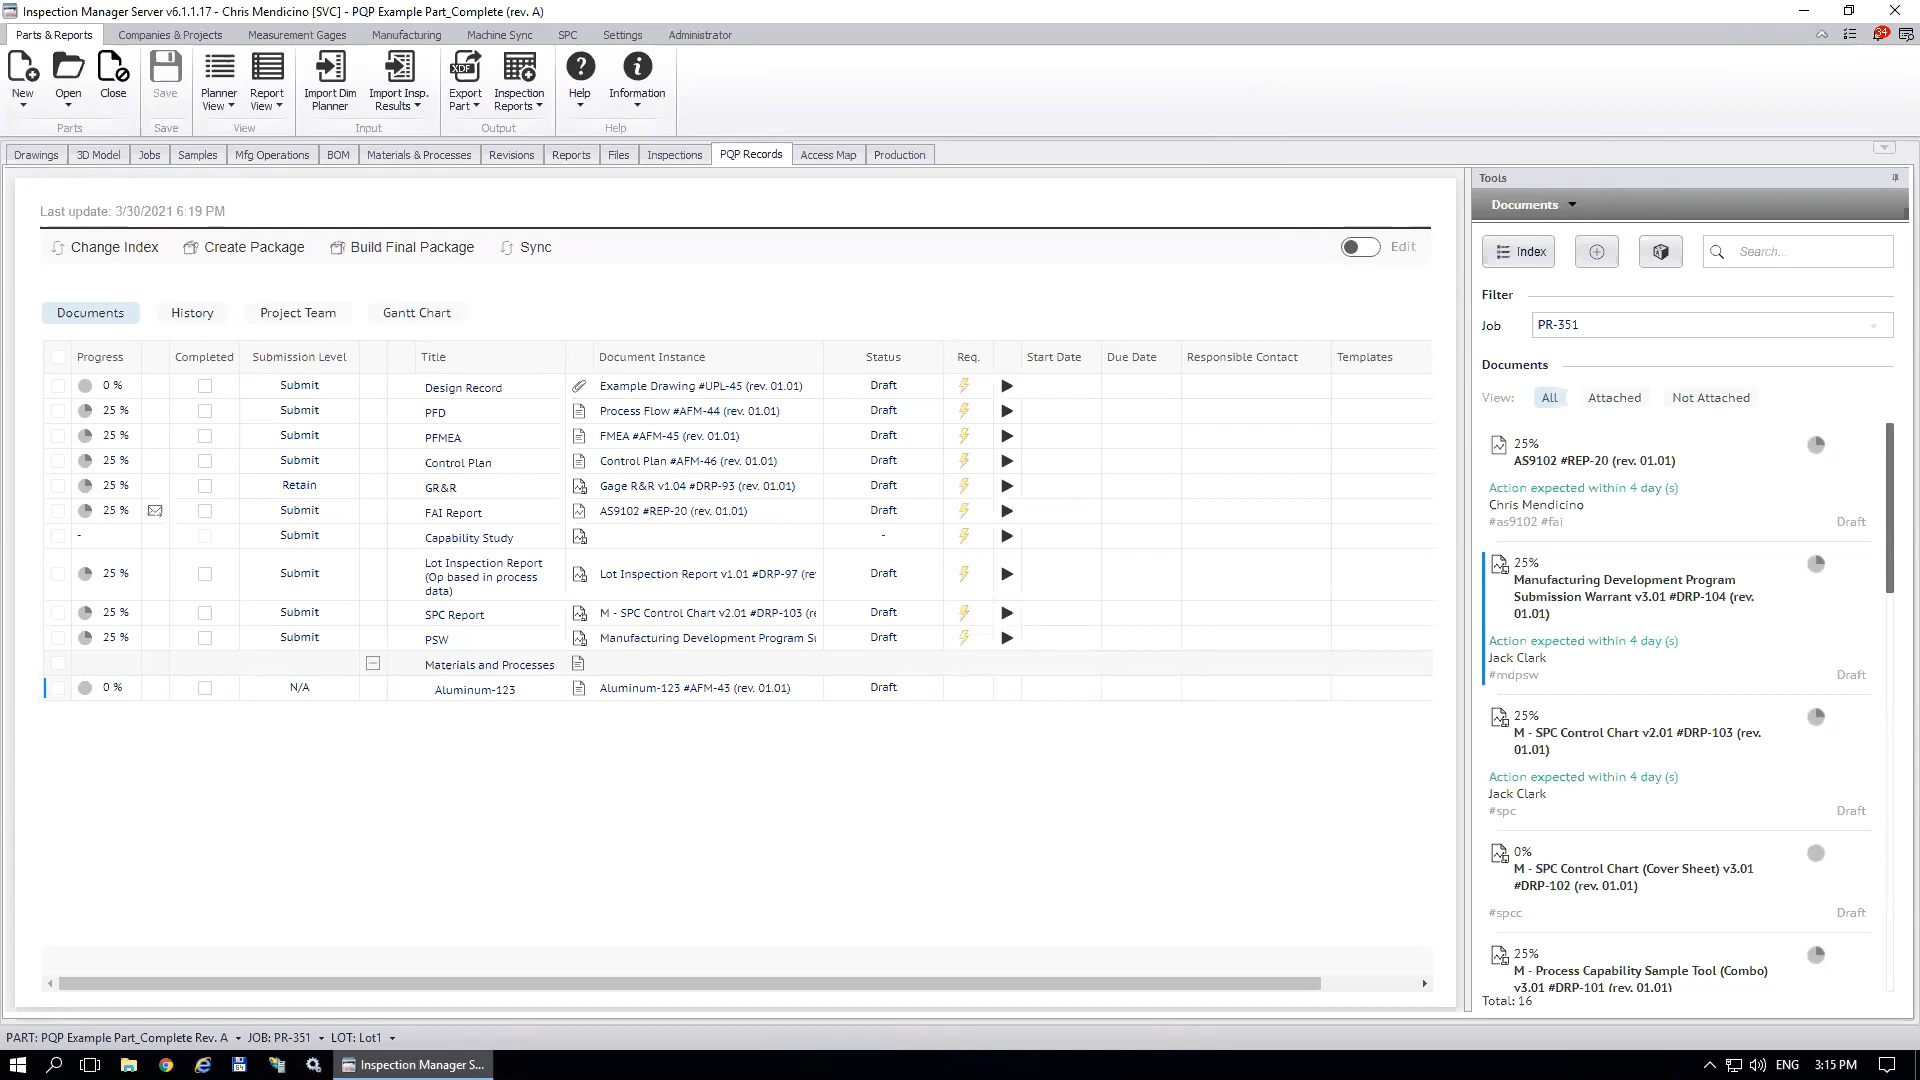 Inspection Manager Server v6.1.1.17 - Chris Mendicino [SVC] - PQP Example Part_Complete (rev. A)
Parts & Reports Companies & Projects Measurement Gages Manufacturing Machine Sync SPC Settings Administrator
34
New Open Close Save Planner View Report View Import Dim Planner Import Insp. Results XDF Export Part Inspection Reports Help Information
Parts Save View Input Output Help
Drawings 3D Model Jobs Samples Mfg Operations BOM Materials & Processes Revisions Reports Files Inspections PQP Records Access Map Production
Last update: 3/30/2021 6:19 PM
Change Index Create Package Build Final Package Sync Edit
Documents History Project Team Gantt Chart
Progress Completed Submission Level Title Document Instance Status Req. Start Date Due Date Responsible Contact Templates
0 % Submit Design Record Example Drawing #UPL-45 (rev. 01.01) Draft
25 % Submit PFD Process Flow #AFM-44 (rev. 01.01) Draft
25 % Submit PFMEA FMEA #AFM-45 (rev. 01.01) Draft
25 % Submit Control Plan Control Plan #AFM-46 (rev. 01.01) Draft
25 % Retain GR&R Gage R&R v1.04 #DRP-93 (rev. 01.01) Draft
25 % Submit FAI Report AS9102 #REP-20 (rev. 01.01) Draft
- Submit Capability Study -
Lot Inspection Report
25 % Submit (Op based in process Lot Inspection Report v1.01 #DRP-97 (re Draft
data)
25 % Submit SPC Report M - SPC Control Chart v2.01 #DRP-103 (re Draft
25 % Submit PSW Manufacturing Development Program Su Draft
Materials and Processes
0 % N/A Aluminum-123 Aluminum-123 #AFM-43 (rev. 01.01) Draft
Tools
Documents
Index Search...
Filter
Job PR-351
Documents
View: All Attached Not Attached
25%
AS9102 #REP-20 (rev. 01.01)
Action expected within 4 day (s)
Chris Mendicino
#as9102 #fai Draft
25%
Manufacturing Development Program
Submission Warrant v3.01 #DRP-104 (rev.
01.01)
Action expected within 4 day (s)
Jack Clark
#mdpsw Draft
25%
M - SPC Control Chart v2.01 #DRP-103 (rev.
01.01)
Action expected within 4 day (s)
Jack Clark
#spc Draft
0%
M - SPC Control Chart (Cover Sheet) v3.01
#DRP-102 (rev. 01.01)
#spcc Draft
25%
M - Process Capability Sample Tool (Combo)
v3.01 #DRP-101 (rev. 01.01)
Total: 16
PART: PQP Example Part_Complete Rev. A JOB: PR-351 LOT: Lot1
Inspection Manager S... ENG 3:15 PM